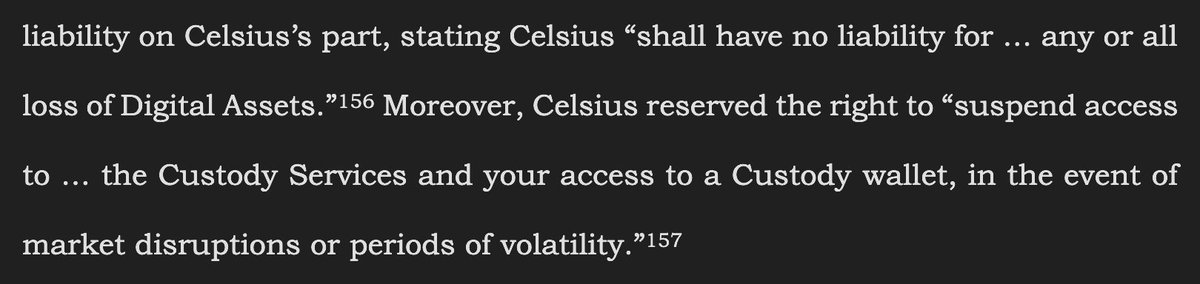 liability on Celsius’s part, stating Celsius “shall have no liability for … any or all
loss of Digital Assets.”156 Moreover, Celsius reserved the right to “suspend access
to … the Custody Services and your access to a Custody wallet, in the event of
market disruptions or periods of volatility.”157